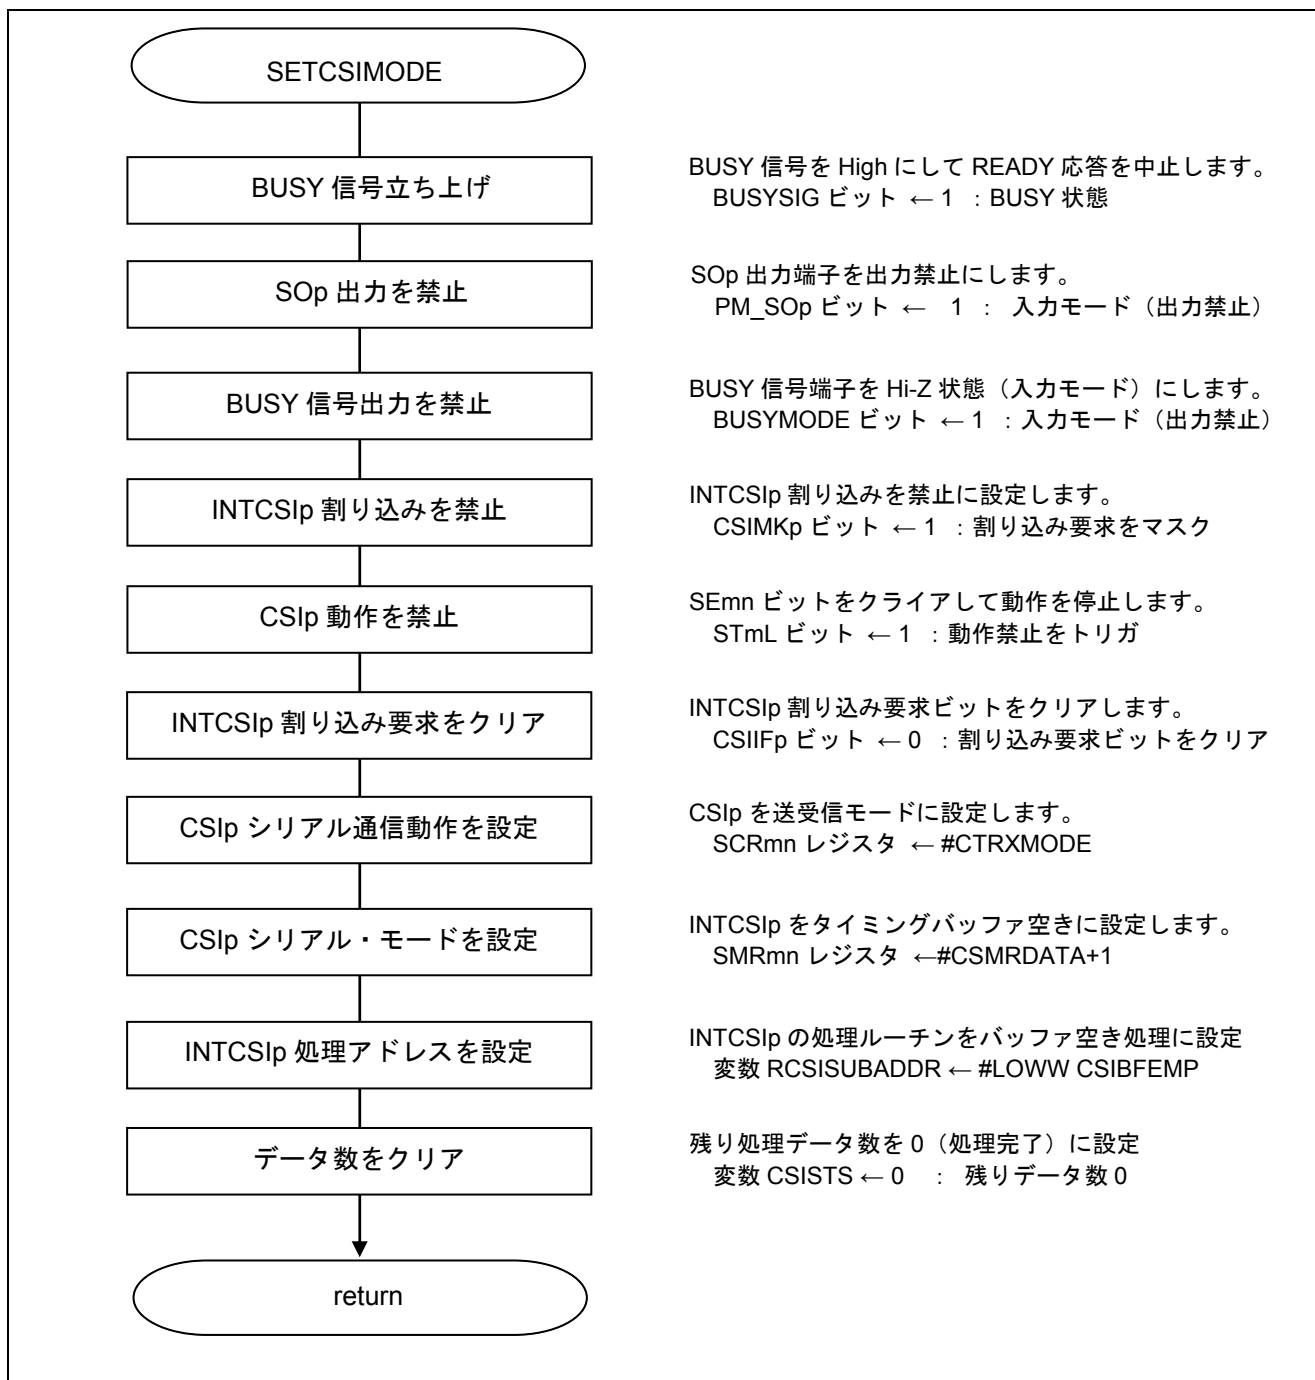 SETCSIMODE
BUSY 信号立ち上げ
BUSY 信号を High にして READY 応答を中止します。
BUSYSIG ビット ← 1 ：BUSY 状態
SOp 出力を禁止
SOp 出力端子を出力禁止にします。
PM_SOp ビット ← 1 ： 入力モード（出力禁止）
BUSY 信号出力を禁止
BUSY 信号端子を Hi-Z 状態（入力モード）にします。
BUSYMODE ビット ← 1 ：入力モード（出力禁止）
INTCSIp 割り込みを禁止
INTCSIp 割り込みを禁止に設定します。
CSIMKp ビット ← 1 ：割り込み要求をマスク
CSIp 動作を禁止
SEmn ビットをクライアして動作を停止します。
STmL ビット ← 1 ：動作禁止をトリガ
INTCSIp 割り込み要求をクリア
INTCSIp 割り込み要求ビットをクリアします。
CSIIFp ビット ← 0 ：割り込み要求ビットをクリア
CSIp シリアル通信動作を設定
CSIp を送受信モードに設定します。
SCRmn レジスタ ← #CTRXMODE
CSIp シリアル・モードを設定
INTCSIp をタイミングバッファ空きに設定します。
SMRmn レジスタ ←#CSMRDATA+1
INTCSIp 処理アドレスを設定
INTCSIp の処理ルーチンをバッファ空き処理に設定
変数 RCSISUBADDR ← #LOWW CSIBFEMP
データ数をクリア
残り処理データ数を 0（処理完了）に設定
変数 CSISTS ← 0 ： 残りデータ数 0
return